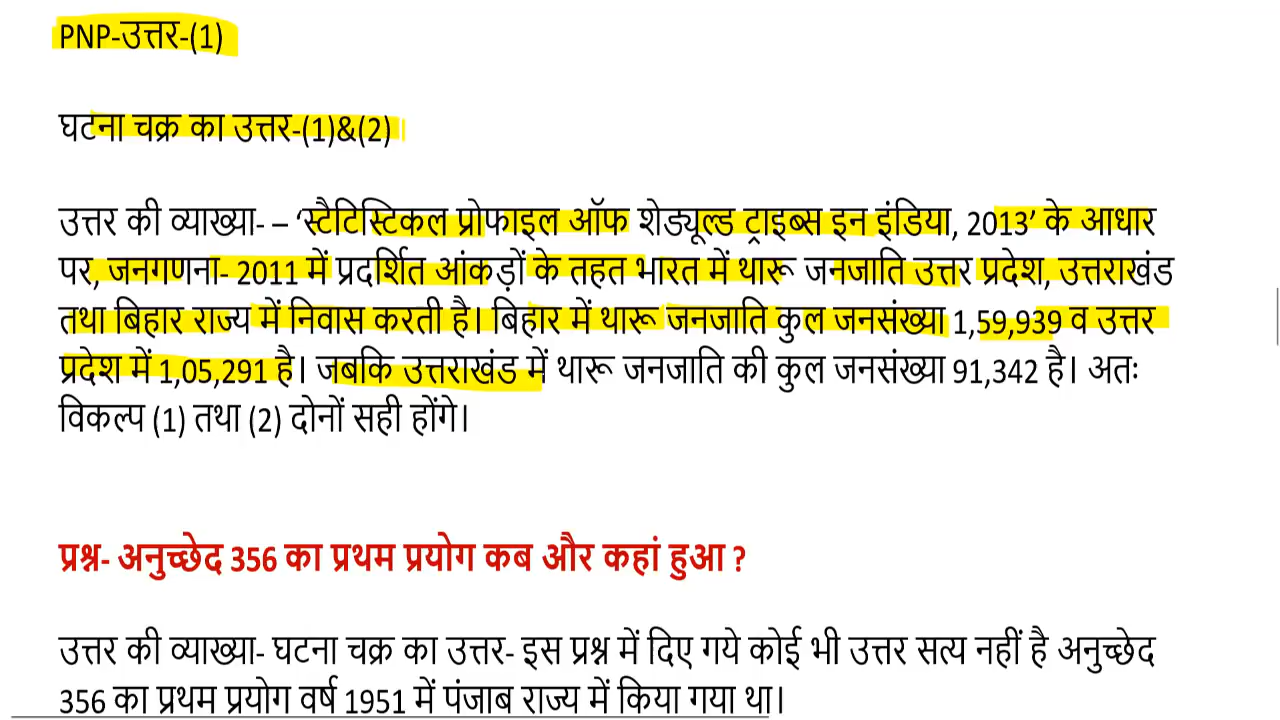 PNP-उत्तर-(1)
घटना चक्र का उत्तर-(1)&(2)।
उत्तर की व्याख्या- – ‘स्टैटिस्टिकल प्रोफाइल ऑफ शेड्यूल्ड ट्राइब्स इन इंडिया, 2013’ के आधार
पर, जनगणना- 2011 में प्रदर्शित आंकड़ों के तहत भारत में थारू जनजाति उत्तर प्रदेश, उत्तराखंड
तथा बिहार राज्य में निवास करती है। बिहार में थारू जनजाति कुल जनसंख्या 1,59,939 व उत्तर
प्रदेश में 1,05,291 है। जबकि उत्तराखंड में थारू जनजाति की कुल जनसंख्या 91,342 है। अतः
विकल्प (1) तथा (2) दोनों सही होंगे।
प्रश्न- अनुच्छेद 356 का प्रथम प्रयोग कब और कहां हुआ ?
उत्तर की व्याख्या- घटना चक्र का उत्तर- इस प्रश्न में दिए गये कोई भी उत्तर सत्य नहीं है अनुच्छेद
356 का प्रथम प्रयोग वर्ष 1951 में पंजाब राज्य में किया गया था।